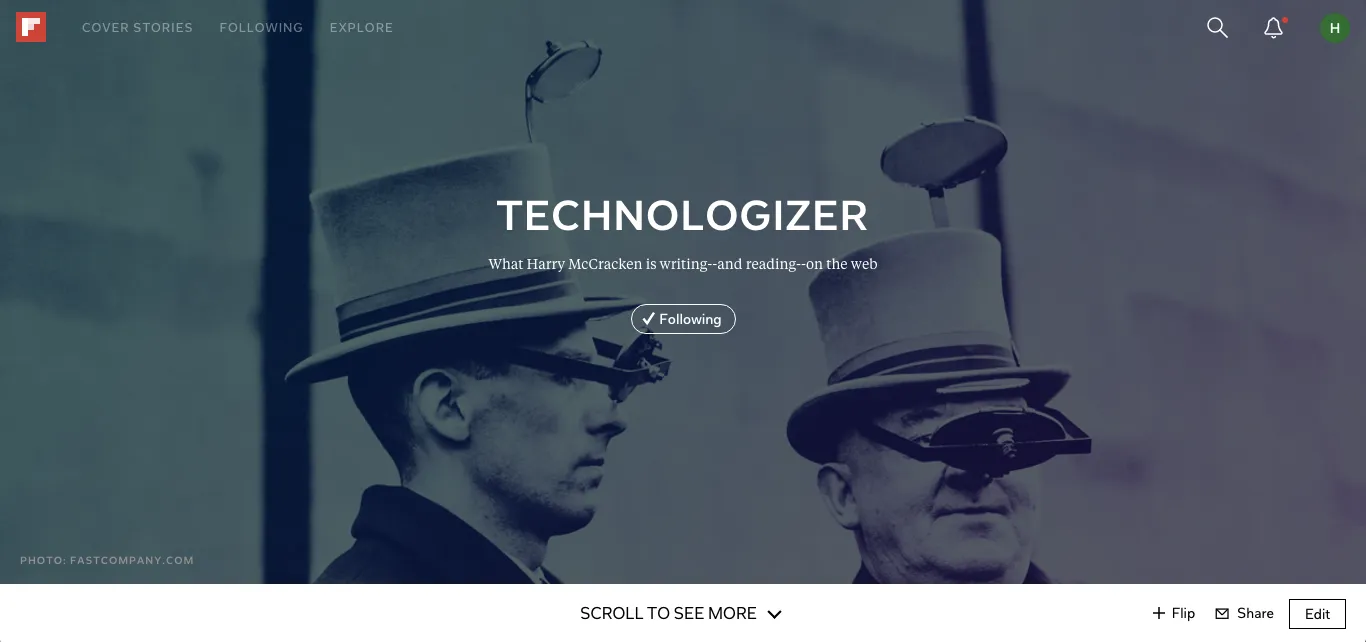 COVER STORIES
FOLLOWING
EXPLORE
H
TECHNOLOGIZER
What Harry McCracken is writing--and reading--on the web
Following
PHOTO: FASTCOMPANY.COM
SCROLL TO SEE MORE
Flip
Share
Edit